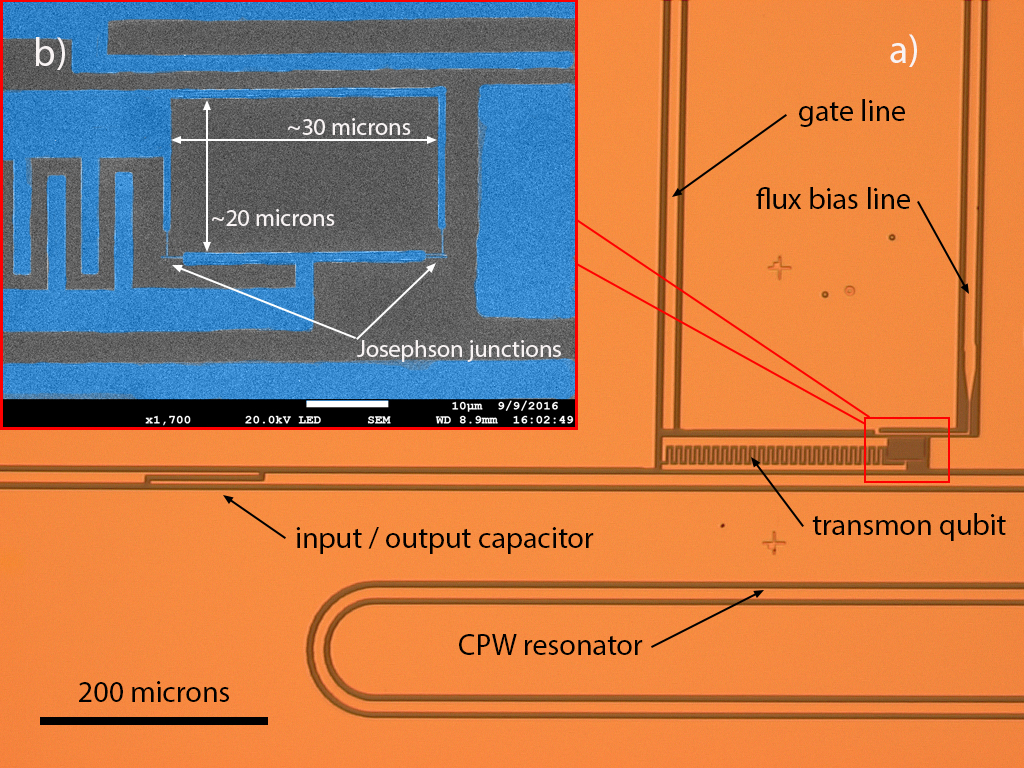 b)
~30 microns
~20 microns
Josephson junctions
10µm 9/9/2016
x1,700 20.0kV LED SEM WD 8.9mm 16:02:49
a)
gate line
flux bias line
transmon qubit
input / output capacitor
CPW resonator
200 microns